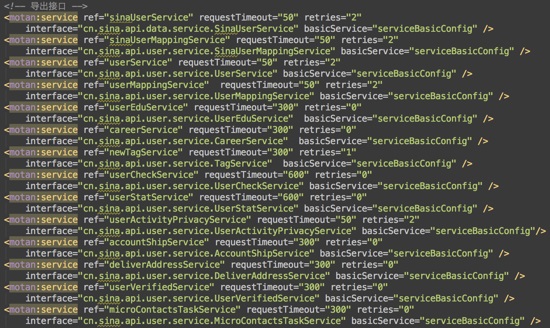 <!-- 导出接口 -->
<motan:service ref="sinaUserService" requestTimeout="50" retries="2"
interface="cn.sina.api.data.service.SinaUserService" basicService="serviceBasicConfig" />
<motan:service ref="sinaUserMappingService" requestTimeout="50" retries="2"
interface="cn.sina.api.user.service.SinaUserMappingService" basicService="serviceBasicConfig" />
<motan:service ref="userService" requestTimeout="50" retries="2"
interface="cn.sina.api.user.service.UserService" basicService="serviceBasicConfig" />
<motan:service ref="userMappingService"  requestTimeout="50" retries="2"
interface="cn.sina.api.user.service.UserMappingService" basicService="serviceBasicConfig" />
<motan:service ref="userEduService" requestTimeout="300" retries="0"
interface="cn.sina.api.user.service.UserEduService"  basicService="serviceBasicConfig" />
<motan:service ref="careerService" requestTimeout="300" retries="0"
interface="cn.sina.api.user.service.CareerService"  basicService="serviceBasicConfig" />
<motan:service ref="newTagService" requestTimeout="300" retries="1"
interface="cn.sina.api.user.service.TagService"  basicService="serviceBasicConfig" />
<motan:service ref="userCheckService" requestTimeout="600" retries="0"
interface="cn.sina.api.user.service.UserCheckService" basicService="serviceBasicConfig" />
<motan:service ref="userStatService" requestTimeout="600" retries="0"
interface="cn.sina.api.user.service.UserStatService" basicService="serviceBasicConfig" />
<motan:service ref="userActivityPrivacyService" requestTimeout="50" retries="2"
interface="cn.sina.api.user.service.UserActivityPrivacyService" basicService="serviceBasicConfig"/>
<motan:service ref="accountShipService" requestTimeout="300" retries="0"
interface="cn.sina.api.user.service.AccountShipService" basicService="serviceBasicConfig" />
<motan:service ref="deliverAddressService" requestTimeout="300" retries="0"
interface="cn.sina.api.user.service.DeliverAddressService" basicService="serviceBasicConfig" />
<motan:service ref="userVerifiedService" requestTimeout="300" retries="0"
interface="cn.sina.api.user.service.UserVerifiedService" basicService="serviceBasicConfig" />
<motan:service ref="microContactsTaskService" requestTimeout="300" retries="0"
interface="cn.sina.api.user.service.MicroContactsTaskService" basicService="serviceBasicConfig" />